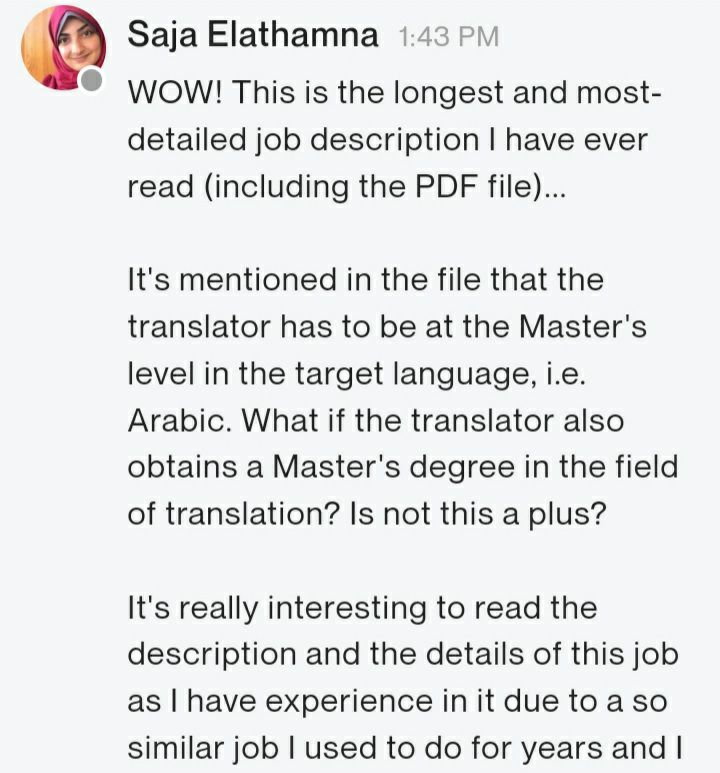 Saja Elathamna 1:43 PM
WOW! This is the longest and most-
detailed job description I have ever
read (including the PDF file)...
It's mentioned in the file that the
translator has to be at the Master's
level in the target language, i.e.
Arabic. What if the translator also
obtains a Master's degree in the field
of translation? Is not this a plus?
It's really interesting to read the
description and the details of this job
as I have experience in it due to a so
similar job I used to do for years and I